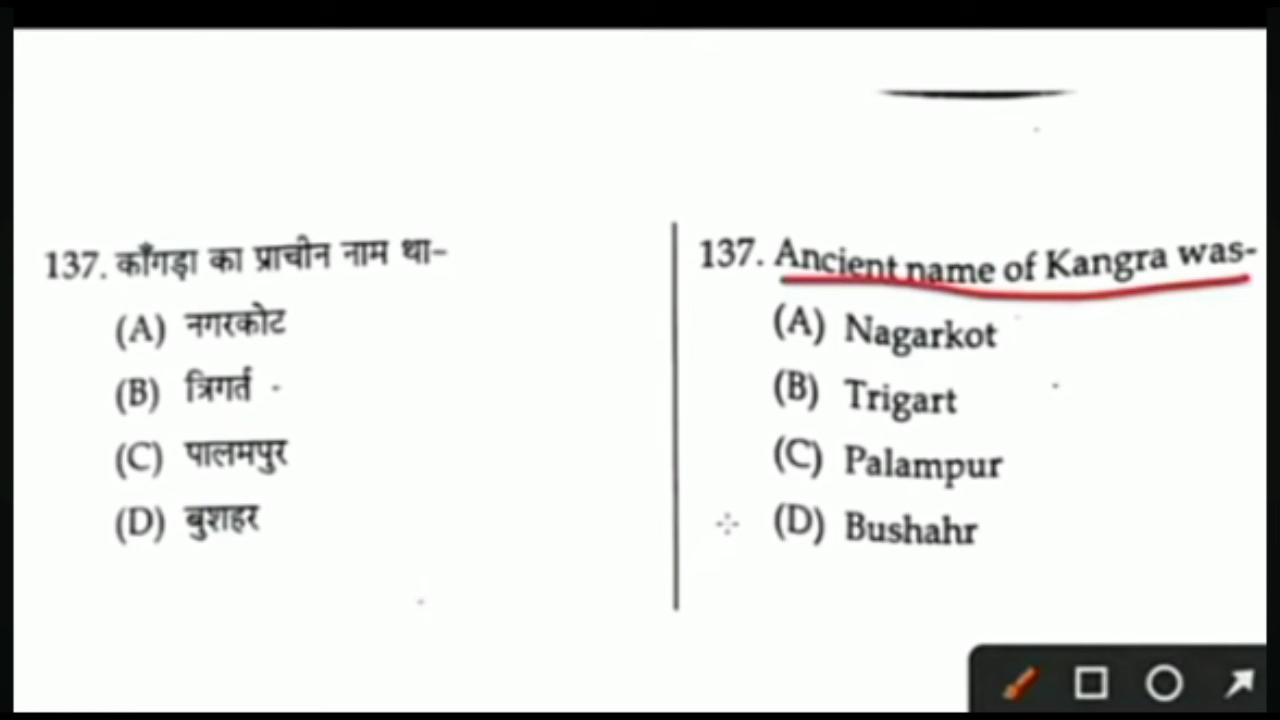 137. काँगड़ा का प्राचीन नाम था-
(A) नगरकोट
(B) त्रिगर्त
(C) पालमपुर
(D) बुशहर
137. Ancient name of Kangra was-
(A) Nagarkot
(B) Trigart
(C) Palampur
(D) Bushahr